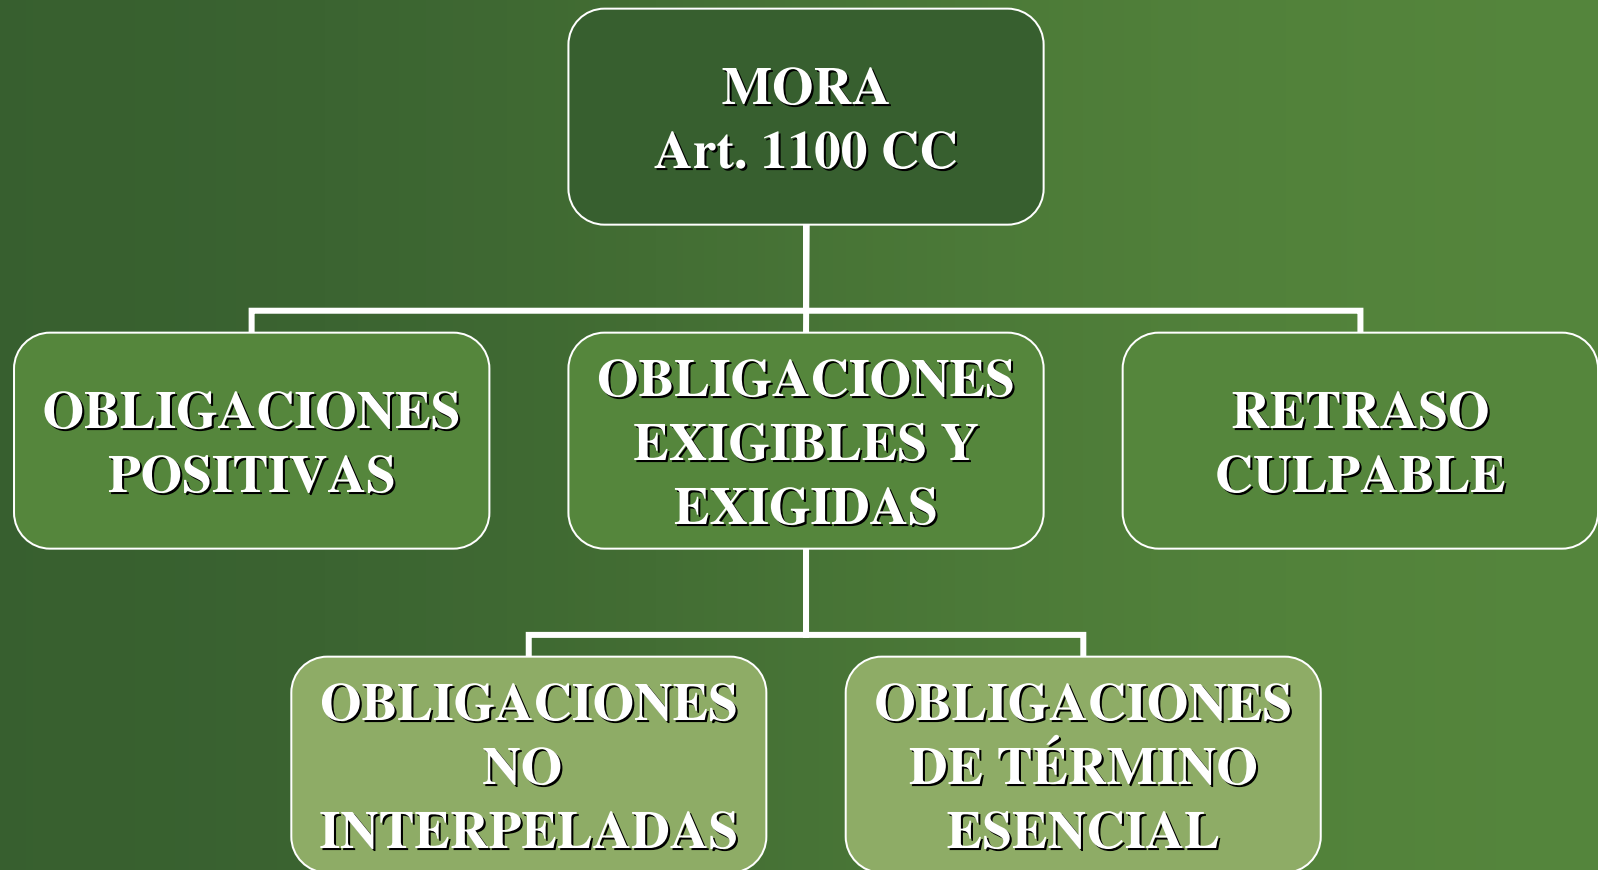 MORA
Art. 1100 CC
OBLIGACIONES
POSITIVAS
OBLIGACIONES
EXIGIBLES Y
EXIGIDAS
RETRASO
CULPABLE
OBLIGACIONES
NO
INTERPELADAS
OBLIGACIONES
DE TÉRMINO
ESENCIAL